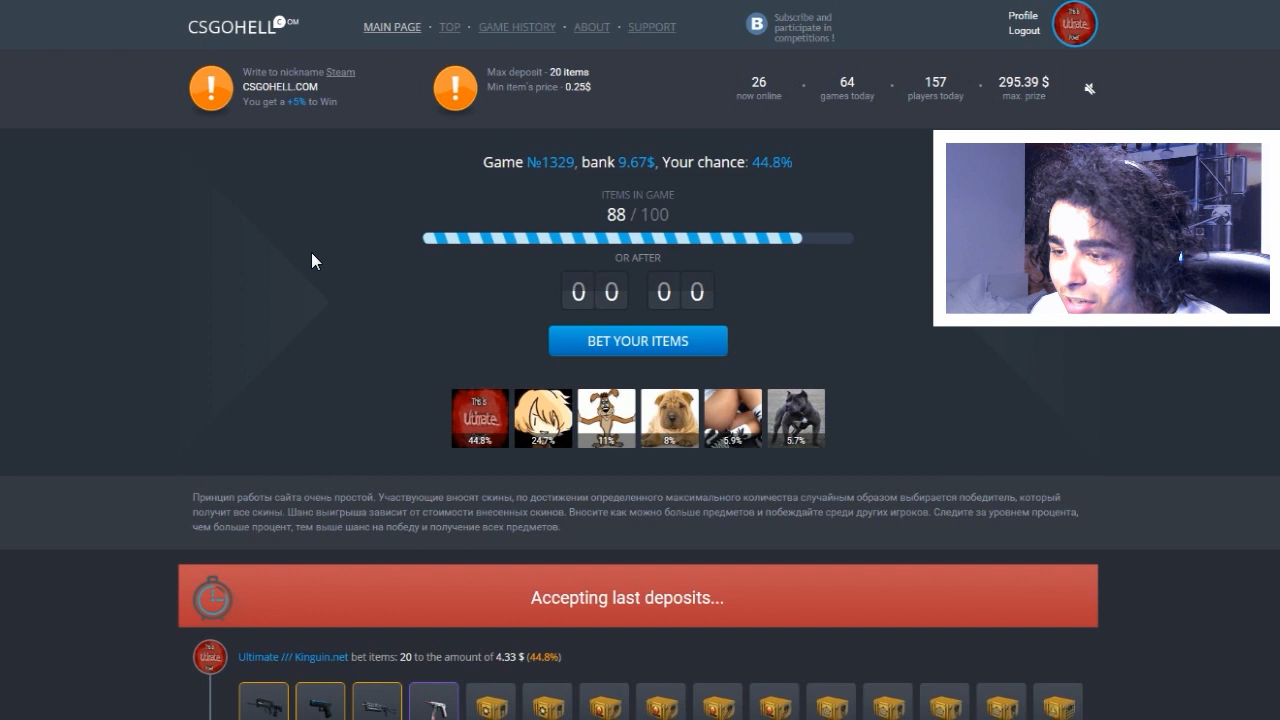 CSGOHELL C OM
MAIN PAGE · TOP · GAME HISTORY · ABOUT · SUPPORT
B
Subscribe and
participate in
competitions !
Profile
Logout
This is
Ultimate
Write to nickname Steam
CSGOHELL.COM
You get a +5% to Win
Max deposit - 20 items
Min item's price - 0.25$
26
now online
64
games today
157
players today
295.39 $
max. prize
Game №1329, bank 9.67$, Your chance: 44.8%
ITEMS IN GAME
88 / 100
OR AFTER
0 0 0 0
BET YOUR ITEMS
This is
Ultimate
44.8% 24.7% 11% 8% 5.9% 5.7%
Принцип работы сайта очень простой. Участвующие вносят скины, по достижении определенного максимального количества случайным образом выбирается победитель, который
получит все скины. Шанс выигрыша зависит от стоимости внесенных скинов. Вносите как можно больше предметов и побеждайте среди других игроков. Следите за уровнем процента,
чем больше процент, тем выше шанс на победу и получение всех предметов.
Accepting last deposits...
Ultimate /// Kinguin.net bet items: 20 to the amount of 4.33 $ (44.8%)